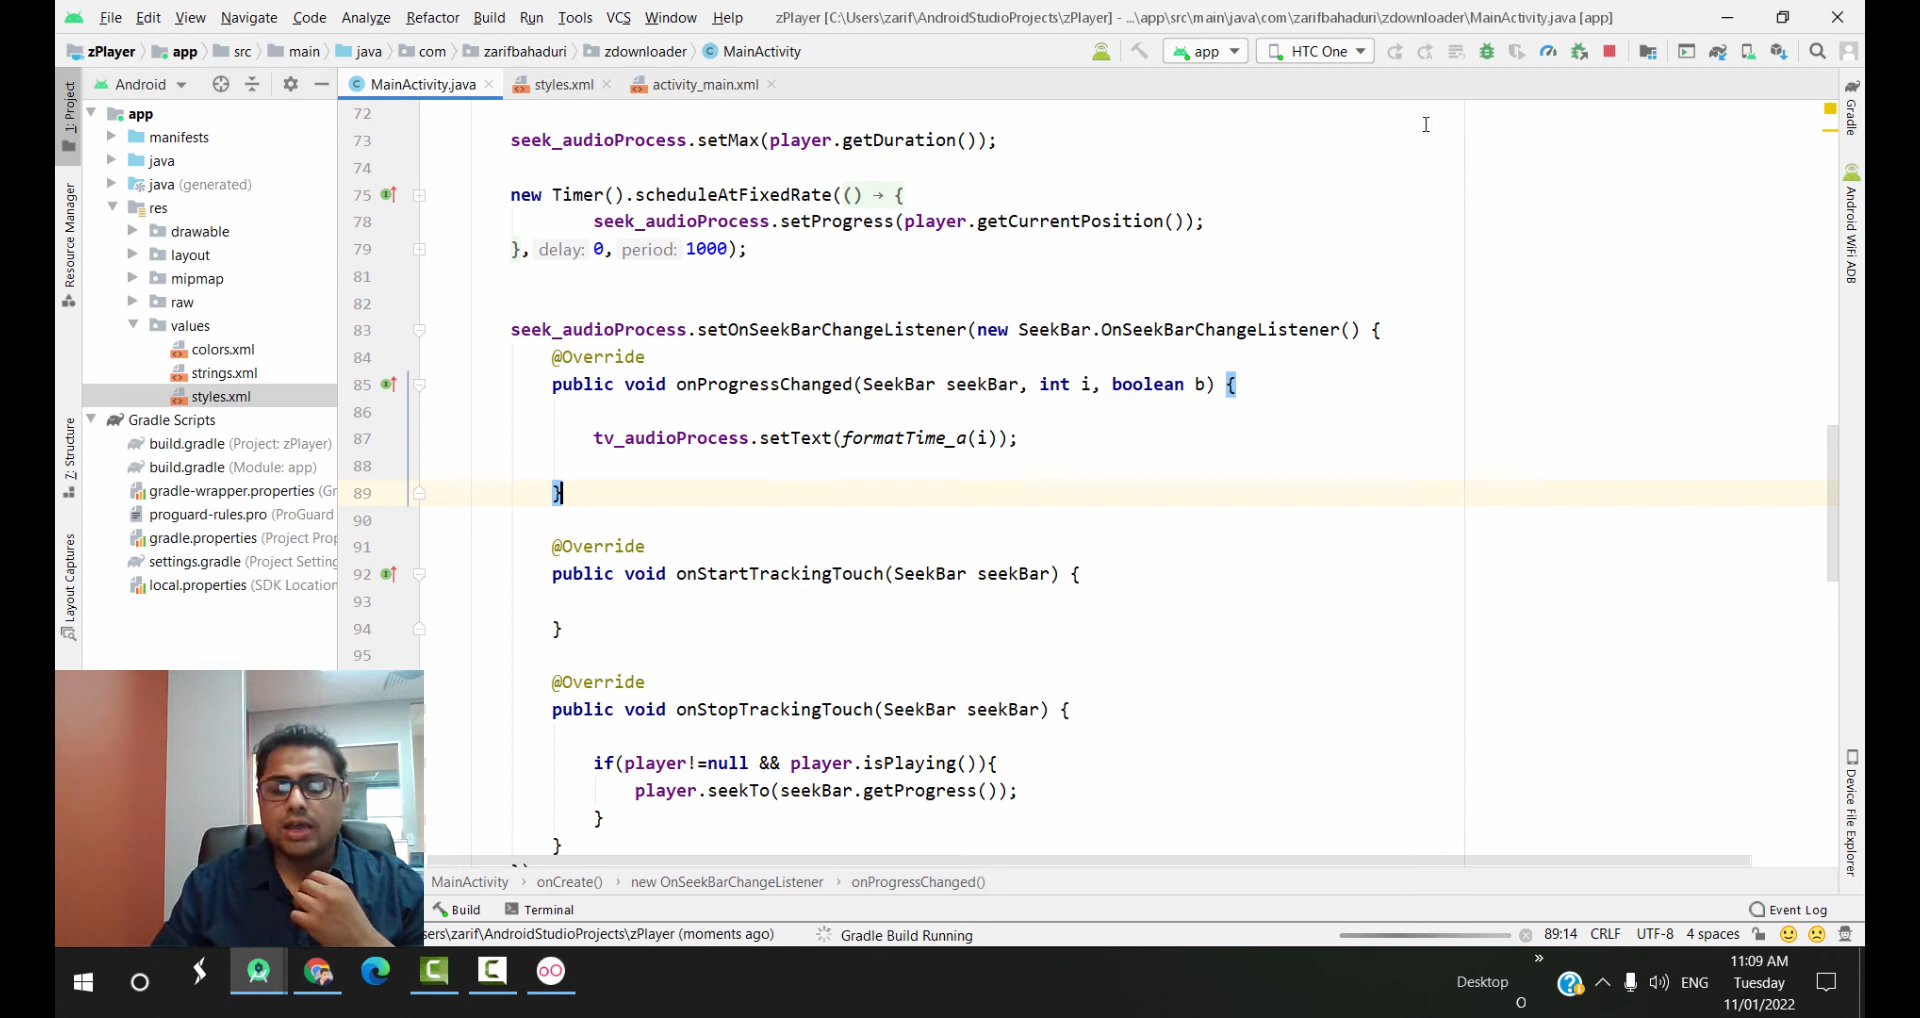 File Edit View Navigate Code Analyze Refactor Build Run Tools VCS Window Help zPlayer [C:\Users\zarif\AndroidStudioProjects\zPlayer] - ...\app\src\main\java\com\zarifbahaduri\zdownloader\MainActivity.java [app]
zPlayer app src main java com zarifbahaduri zdownloader MainActivity app HTC One
1: Project
Resource Manager
7: Structure
Layout Captures
Android
app
manifests
java
java (generated)
res
drawable
layout
mipmap
raw
values
colors.xml
strings.xml
styles.xml
Gradle Scripts
build.gradle (Project: zPlayer)
build.gradle (Module: app)
gradle-wrapper.properties (Gr
proguard-rules.pro (ProGuard
gradle.properties (Project Prop
settings.gradle (Project Setting
local.properties (SDK Location
MainActivity.java styles.xml activity_main.xml
72
73 seek_audioProcess.setMax(player.getDuration());
74
75 new Timer().scheduleAtFixedRate(() → {
78 seek_audioProcess.setProgress(player.getCurrentPosition());
79 }, delay: 0, period: 1000);
81
82
83 seek_audioProcess.setOnSeekBarChangeListener(new SeekBar.OnSeekBarChangeListener() {
84 @Override
85 public void onProgressChanged(SeekBar seekBar, int i, boolean b) {
86
87 tv_audioProcess.setText(formatTime_a(i));
88
89 }
90
91 @Override
92 public void onStartTrackingTouch(SeekBar seekBar) {
93
94 }
95
@Override
public void onStopTrackingTouch(SeekBar seekBar) {
if(player!=null && player.isPlaying()){
player.seekTo(seekBar.getProgress());
}
}
MainActivity › onCreate() › new OnSeekBarChangeListener › onProgressChanged()
Gradle
Android WiFi ADB
Device File Explorer
Build Terminal Event Log
sers\zarif\AndroidStudioProjects\zPlayer (moments ago) Gradle Build Running 89:14 CRLF UTF-8 4 spaces
Desktop ENG
11:09 AM
Tuesday
11/01/2022